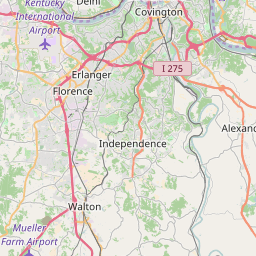 Delhi
Kentucky
International
Airport
Covington
I 275
Erlanger
Florence
Alexand
Independence
Walton
Mueller
Farm Airport